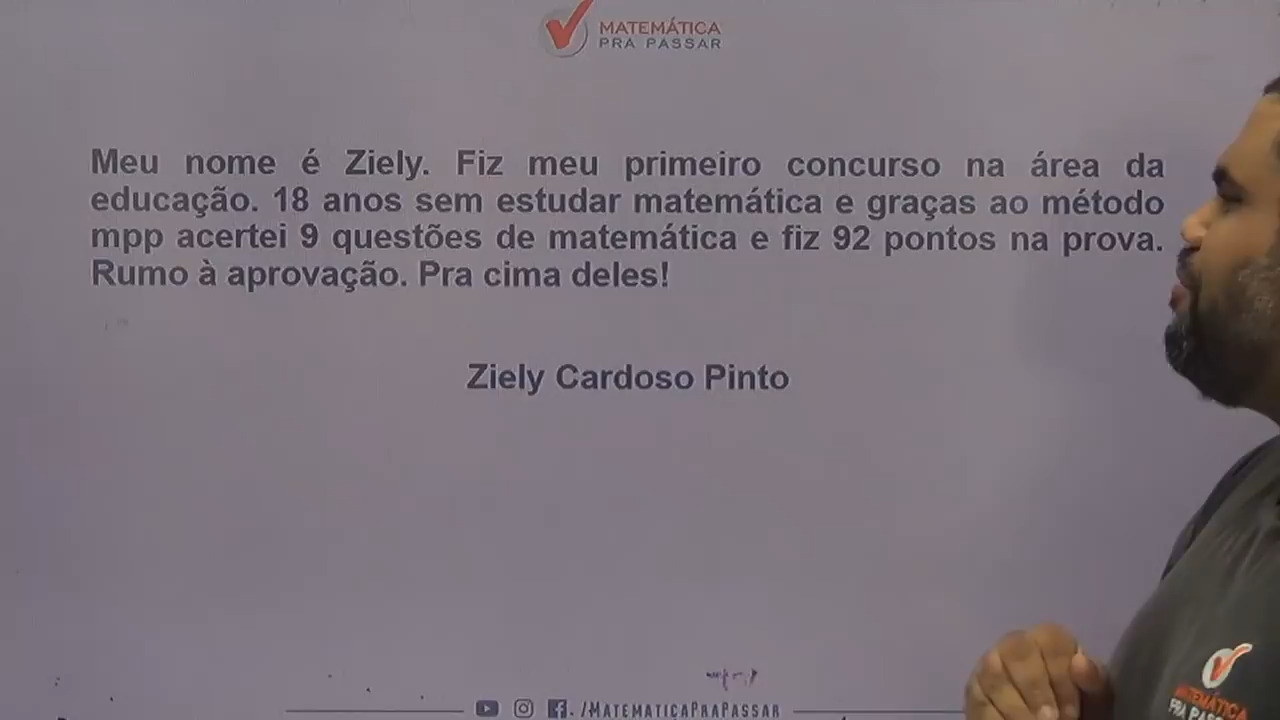 MATEMÁTICA
PRA PASSAR
Meu nome é Ziely. Fiz meu primeiro concurso na área da
educação. 18 anos sem estudar matemática e graças ao método
mpp acertei 9 questões de matemática e fiz 92 pontos na prova.
Rumo à aprovação. Pra cima deles!
Ziely Cardoso Pinto
/MATEMATICAPRAPASSAR
MATEMÁTICA
PRA